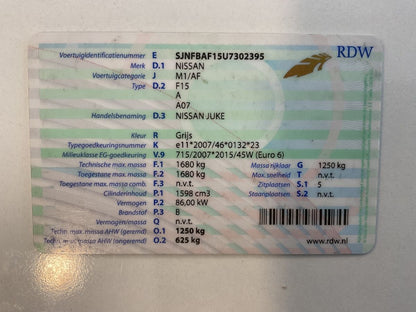 RDW
Voertuigidentificatienummer E SJNFBAF15U7302395
Merk D.1 NISSAN
Voertuigcategorie J M1/AF
Type D.2 F15
A
A07
Handelsbenaming D.3 NISSAN JUKE
Kleur R Grijs
Typegoedkeuringsnummer K e11*2007/46*0132*23
Milieuklasse EG-goedkeuring V.9 715/2007*2015/45W (Euro 6)
Technische max. massa F.1 1680 kg Massa rijklaar G 1250 kg
Toegestane max. massa F.2 1680 kg Max. snelheid T n.v.t.
Toegestane max. massa comb. F.3 n.v.t. Zitplaatsen S.1 5
Cilinderinhoud P.1 1598 cm3 Staanplaatsen S.2 n.v.t.
Vermogen P.2 86,00 kW
Brandstof P.3 B
Vermogen/massa Q n.v.t.
Techn. max. massa AHW (geremd) O.1 1250 kg
Techn. max. massa AHW (ongeremd) O.2 625 kg www.rdw.nl